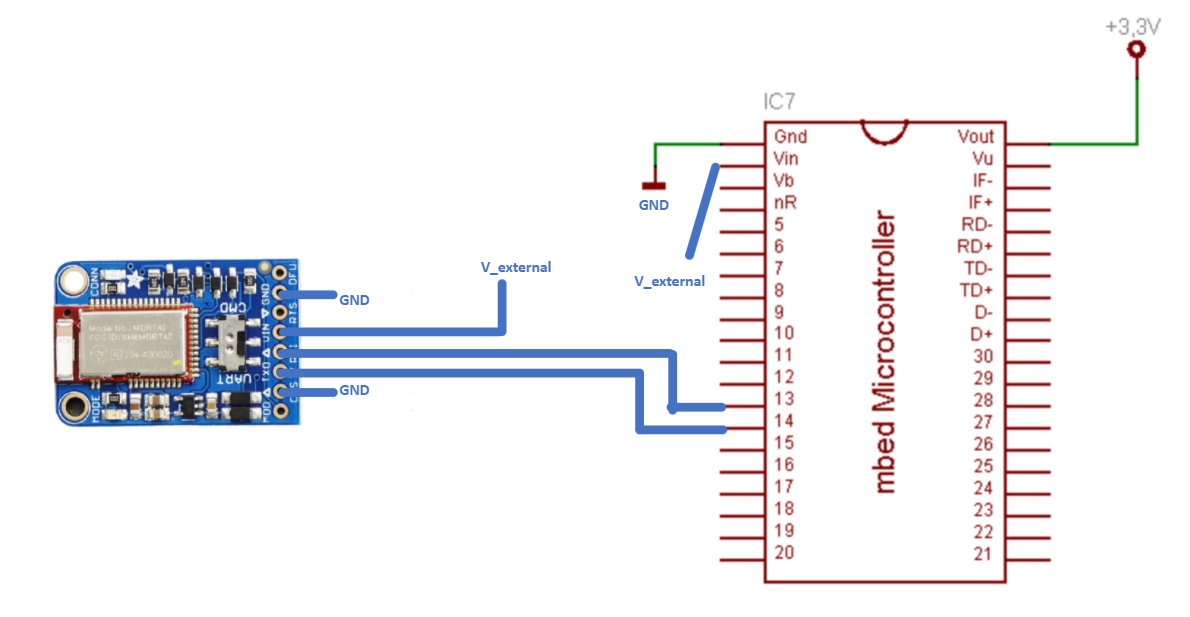 +3,3V
IC7
Gnd
Vin
Vb
nR
5
6
7
8
9
10
11
12
13
14
15
16
17
18
19
20
mbed Microcontroller
Vout
Vu
IF-
IF+
RD-
RD+
TD-
TD+
D-
D+
30
29
28
27
26
25
24
23
22
21
GND
V_external
V_external
GND
GND
CONN
MODE
CMD
UART
DFU
GND
RTS
VIN
TXO
MOD
Model No.: MDBT40